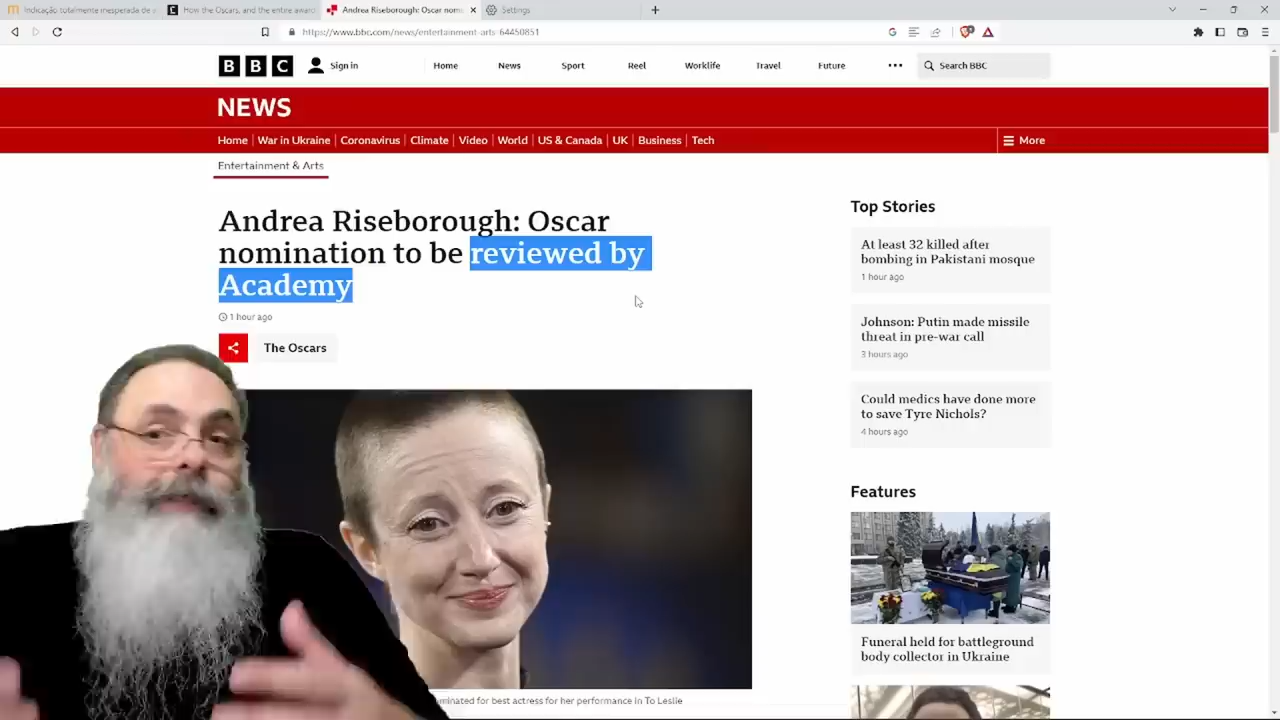 Indicação totalmente inesperada de a
How the Oscars, and the entire award
Andrea Riseborough: Oscar nomi
Settings
https://www.bbc.com/news/entertainment-arts-64450851
BBC
Sign in
Home
News
Sport
Reel
Worklife
Travel
Future
Search BBC
NEWS
Home
War in Ukraine
Coronavirus
Climate
Video
World
US & Canada
UK
Business
Tech
More
Entertainment & Arts
Andrea Riseborough: Oscar
nomination to be reviewed by
Academy
1 hour ago
The Oscars
minated for best actress for her performance in To Leslie
Top Stories
At least 32 killed after
bombing in Pakistani mosque
1 hour ago
Johnson: Putin made missile
threat in pre-war call
3 hours ago
Could medics have done more
to save Tyre Nichols?
4 hours ago
Features
Funeral held for battleground
body collector in Ukraine